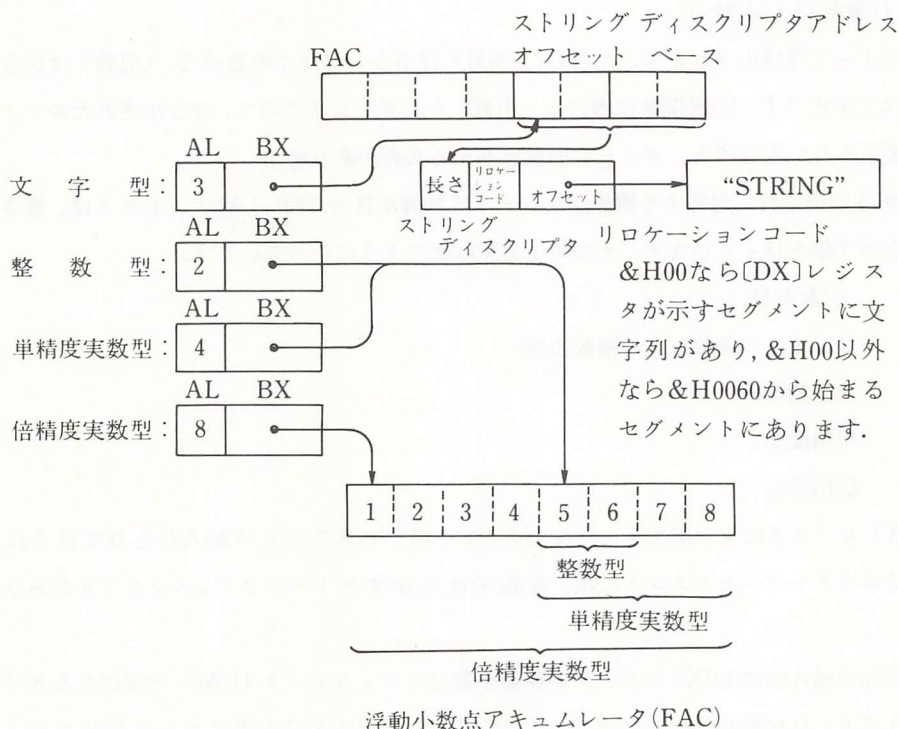 ストリング ディスクリプタアドレス
FAC
オフセット ベース
AL BX
文字型： 3
長さ
リロケーションコード
オフセット
“STRING”
ストリング
ディスクリプタ
AL BX
整数型： 2
AL BX
単精度実数型： 4
AL BX
倍精度実数型： 8
リロケーションコード
&H00なら〔DX〕レジス
タが示すセグメントに文
字列があり，&H00以外
なら&H0060から始まる
セグメントにあります．
1 2 3 4 5 6 7 8
整数型
単精度実数型
倍精度実数型
浮動小数点アキュムレータ(FAC)